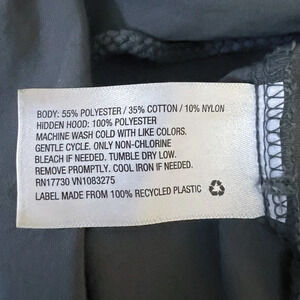 BODY: 55% POLYESTER / 35% COTTON / 10% NYLON
HIDDEN HOOD: 100% POLYESTER
MACHINE WASH COLD WITH LIKE COLORS.
GENTLE CYCLE. ONLY NON-CHLORINE
BLEACH IF NEEDED. TUMBLE DRY LOW.
REMOVE PROMPTLY. COOL IRON IF NEEDED.
RN17730 VN1083275
LABEL MADE FROM 100% RECYCLED PLASTIC